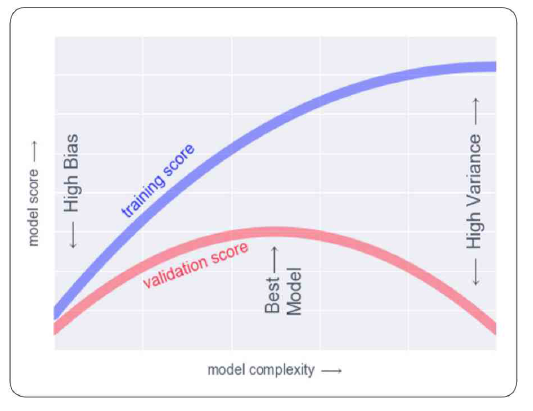 model score →
← High Bias
training score
validation score
Best →
Model
← High Variance →
model complexity →